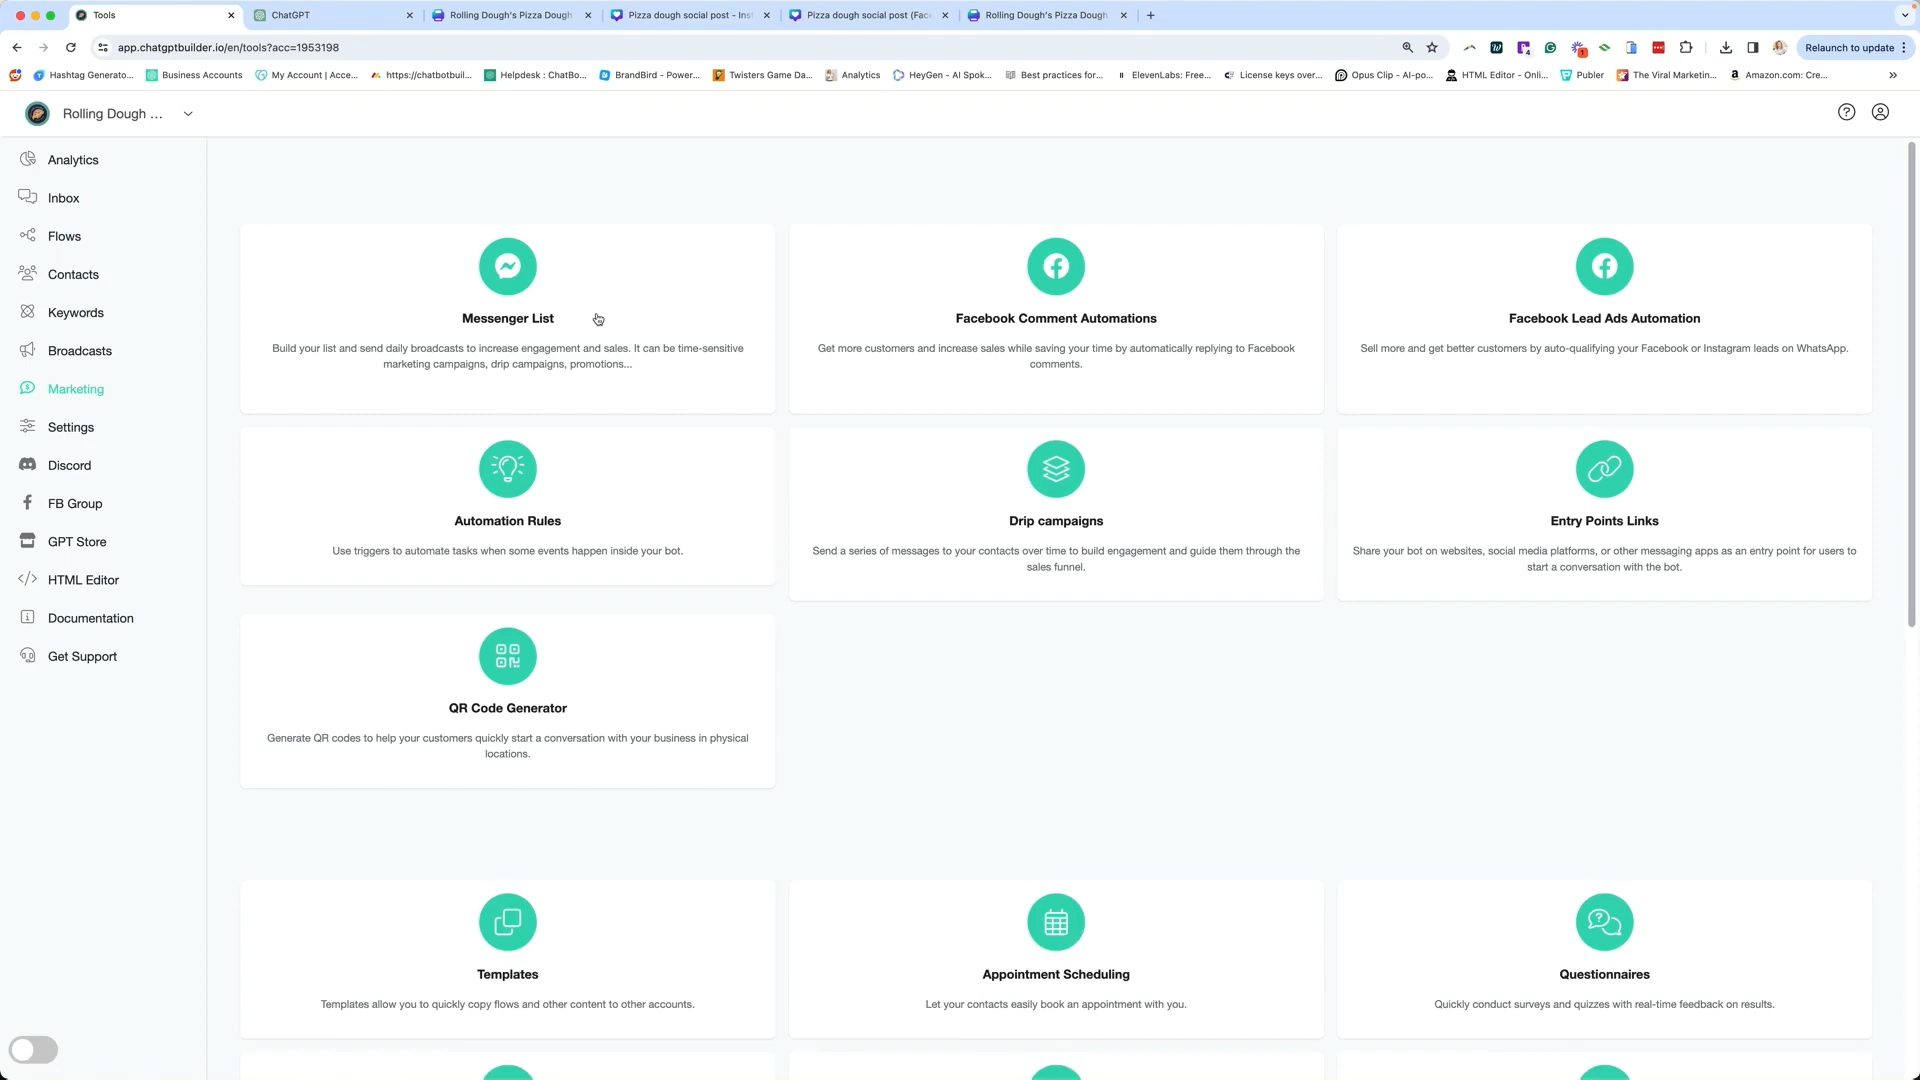 Tools
ChatGPT
Rolling Dough's Pizza Dough
Pizza dough social post - Ins
Pizza dough social post (Fac
Rolling Dough's Pizza Dough
app.chatgptbuilder.io/en/tools?acc=1953198
Relaunch to update
Hashtag Generato...
Business Accounts
My Account | Acce...
https://chatbotbuil...
Helpdesk : ChatBo...
BrandBird - Power...
Twisters Game Da...
Analytics
HeyGen - AI Spok...
Best practices for...
ElevenLabs: Free...
License keys over...
Opus Clip - AI-po...
HTML Editor - Onli...
Publer
The Viral Marketin...
Amazon.com: Cre...
Rolling Dough ...
Analytics
Inbox
Flows
Contacts
Keywords
Broadcasts
Marketing
Settings
Discord
FB Group
GPT Store
HTML Editor
Documentation
Get Support
Messenger List
Build your list and send daily broadcasts to increase engagement and sales. It can be time-sensitive
marketing campaigns, drip campaigns, promotions...
Facebook Comment Automations
Get more customers and increase sales while saving your time by automatically replying to Facebook
comments.
Facebook Lead Ads Automation
Sell more and get better customers by auto-qualifying your Facebook or Instagram leads on WhatsApp.
Automation Rules
Use triggers to automate tasks when some events happen inside your bot.
Drip campaigns
Send a series of messages to your contacts over time to build engagement and guide them through the
sales funnel.
Entry Points Links
Share your bot on websites, social media platforms, or other messaging apps as an entry point for users to
start a conversation with the bot.
QR Code Generator
Generate QR codes to help your customers quickly start a conversation with your business in physical
locations.
Templates
Templates allow you to quickly copy flows and other content to other accounts.
Appointment Scheduling
Let your contacts easily book an appointment with you.
Questionnaires
Quickly conduct surveys and quizzes with real-time feedback on results.